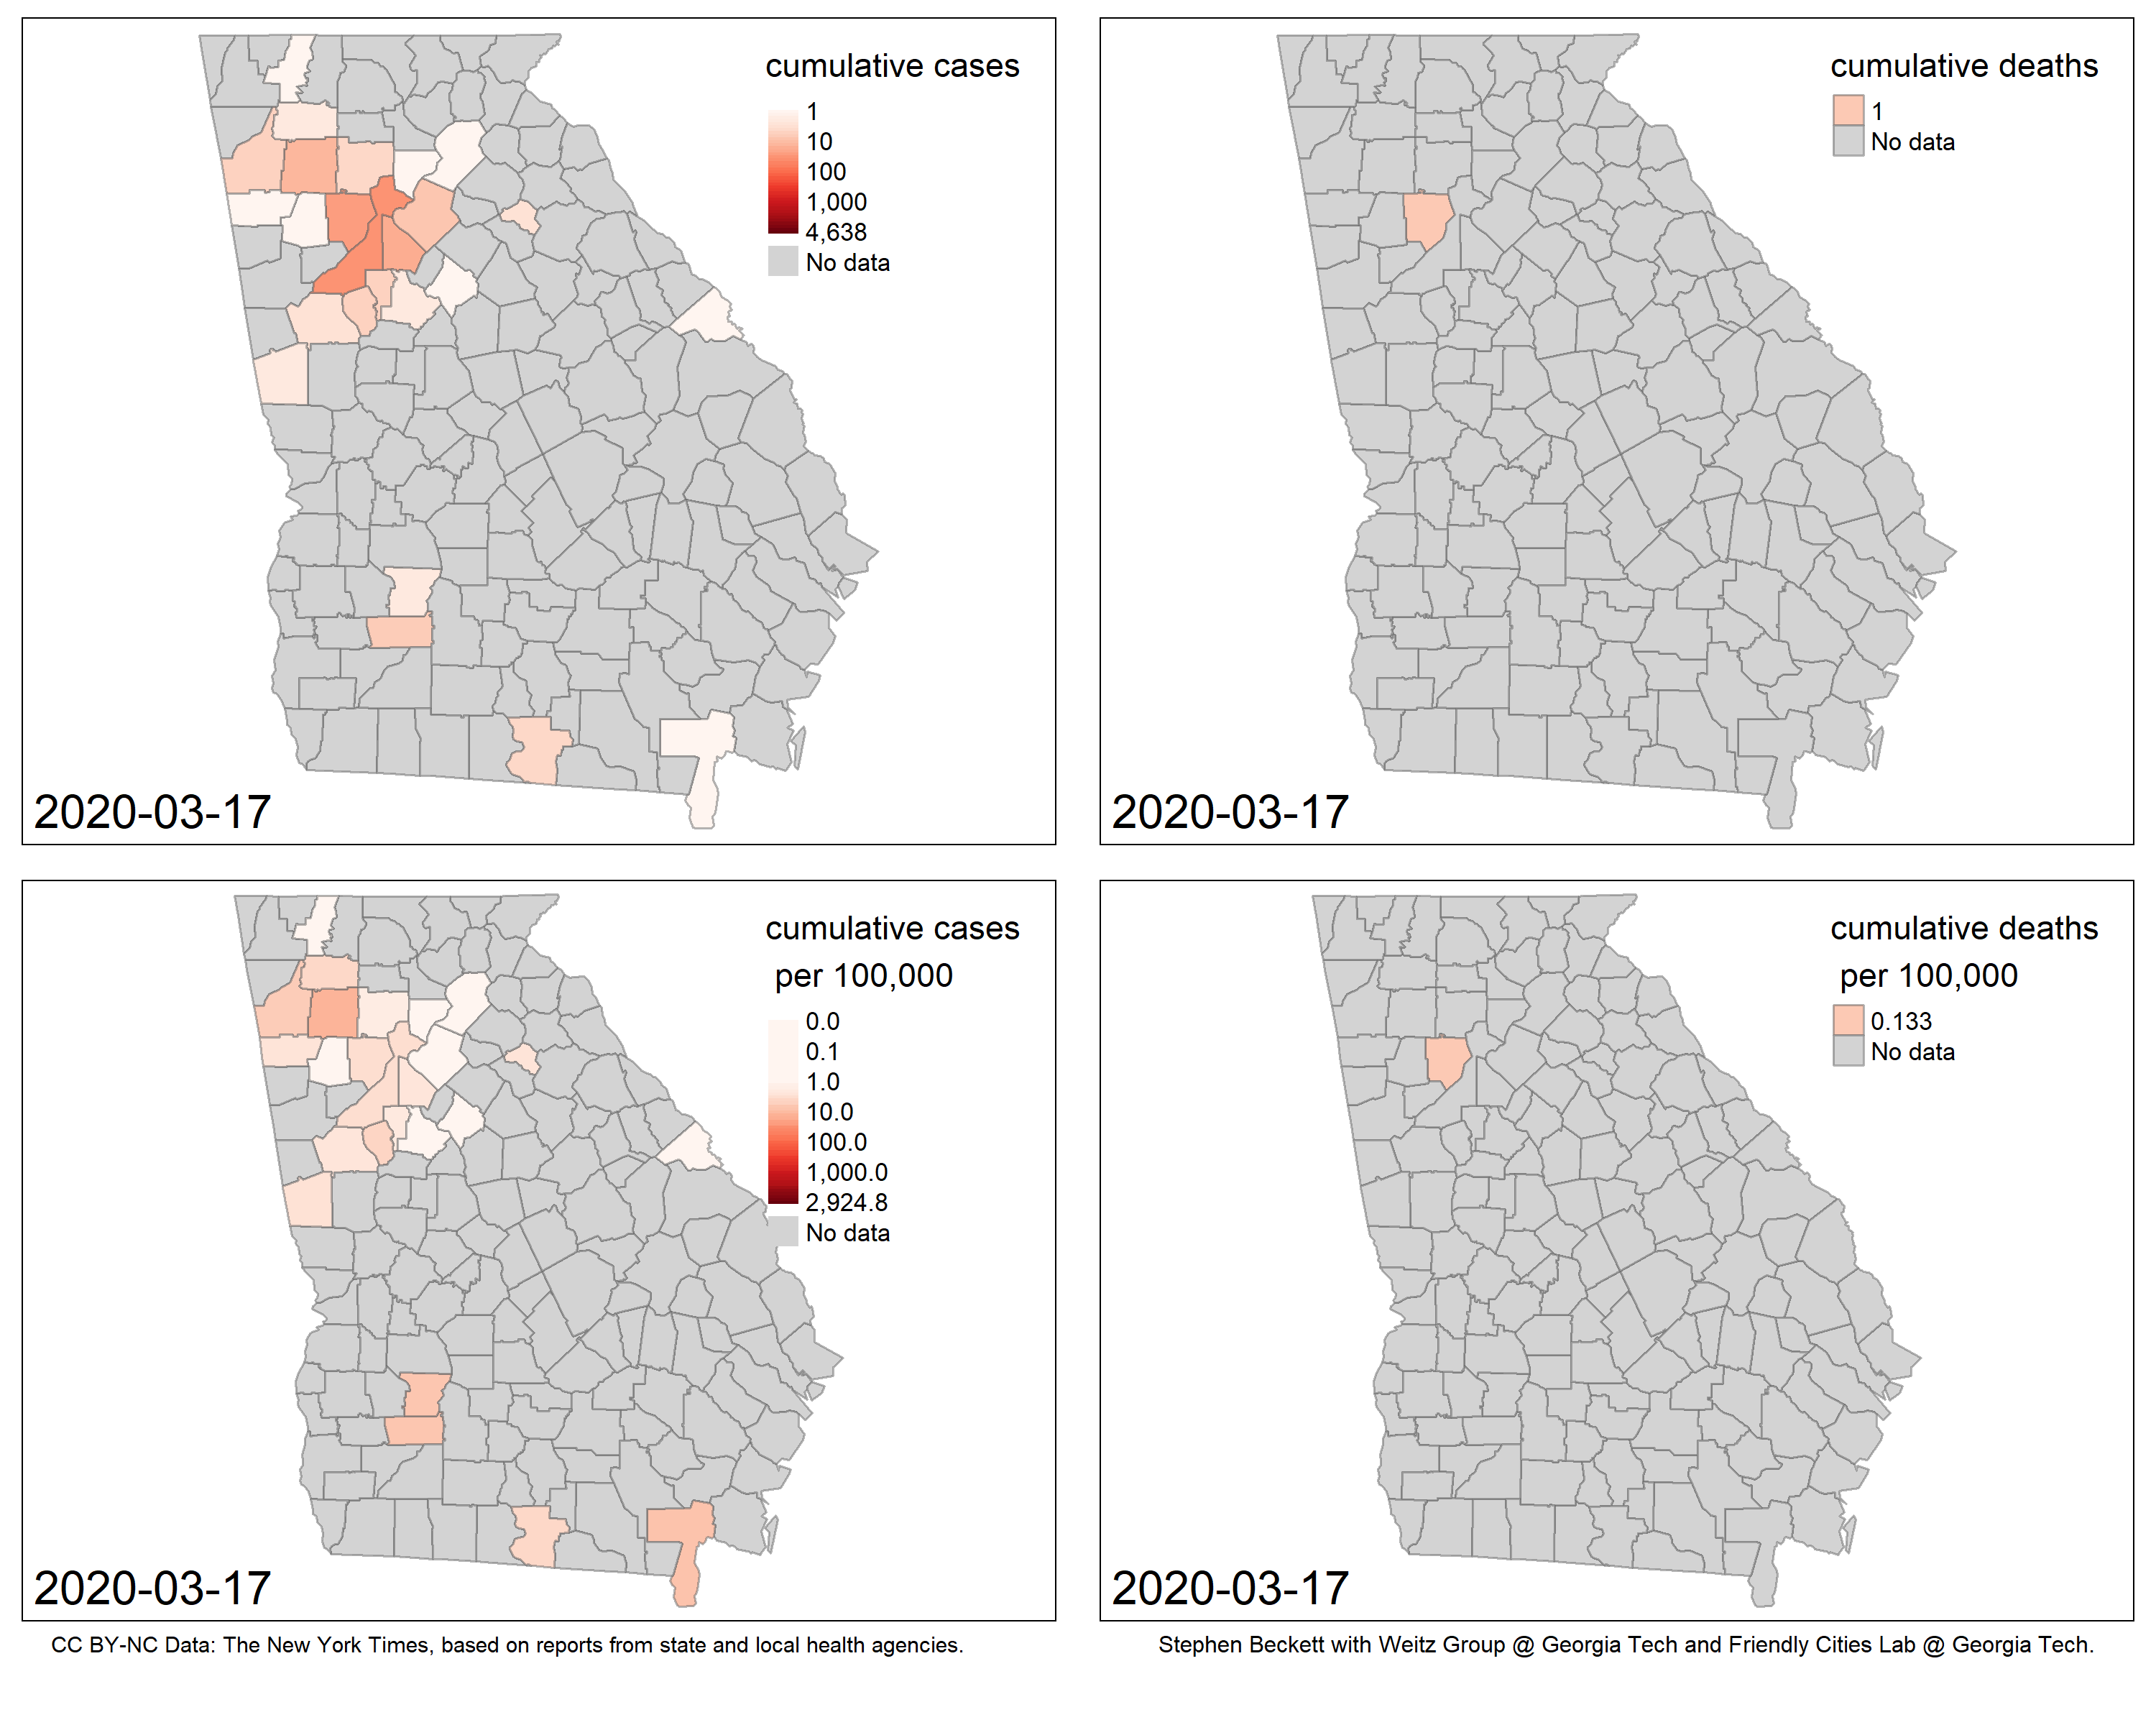 cumulative cases
1
10
100
1,000
4,638
No data
2020-03-17
cumulative deaths
1
No data
2020-03-17
cumulative cases
per 100,000
0.0
0.1
1.0
10.0
100.0
1,000.0
2,924.8
No data
2020-03-17
cumulative deaths
per 100,000
0.133
No data
2020-03-17
CC BY-NC Data: The New York Times, based on reports from state and local health agencies.
Stephen Beckett with Weitz Group @ Georgia Tech and Friendly Cities Lab @ Georgia Tech.